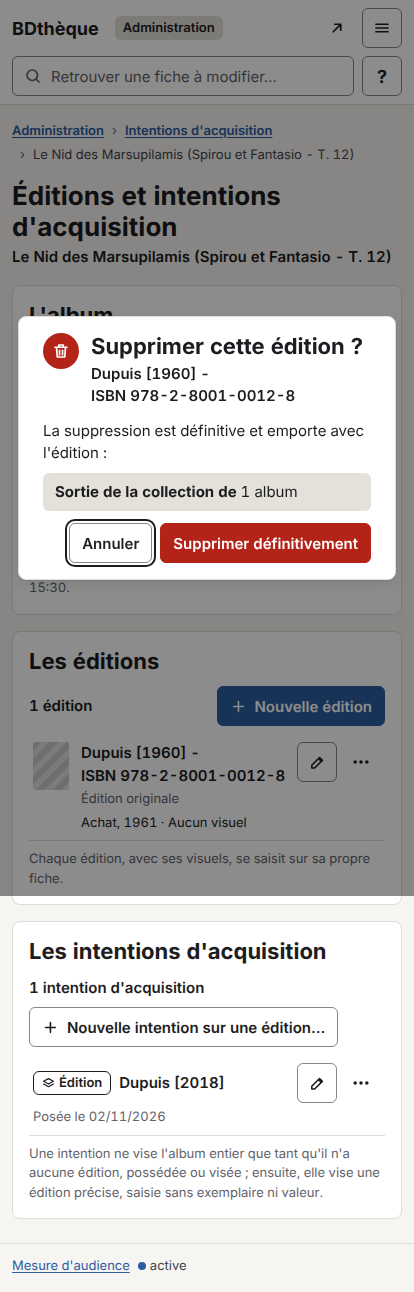 BDthèque Administration
Retrouver une fiche à modifier... ?
Administration › Intentions d'acquisition
› Le Nid des Marsupilamis (Spirou et Fantasio - T. 12)
Éditions et intentions
d'acquisition
Le Nid des Marsupilamis (Spirou et Fantasio - T. 12)
L'album
Supprimer cette édition ?
Dupuis [1960] -
ISBN 978-2-8001-0012-8
La suppression est définitive et emporte avec
l'édition :
Sortie de la collection de 1 album
Annuler Supprimer définitivement
15:30.
Les éditions
1 édition + Nouvelle édition
Dupuis [1960] -
ISBN 978-2-8001-0012-8
Édition originale
Achat, 1961 · Aucun visuel
Chaque édition, avec ses visuels, se saisit sur sa propre
fiche.
Les intentions d'acquisition
1 intention d'acquisition
+ Nouvelle intention sur une édition...
Édition Dupuis [2018]
Posée le 02/11/2026
Une intention ne vise l'album entier que tant qu'il n'a
aucune édition, possédée ou visée ; ensuite, elle vise une
édition précise, saisie sans exemplaire ni valeur.
Mesure d'audience active